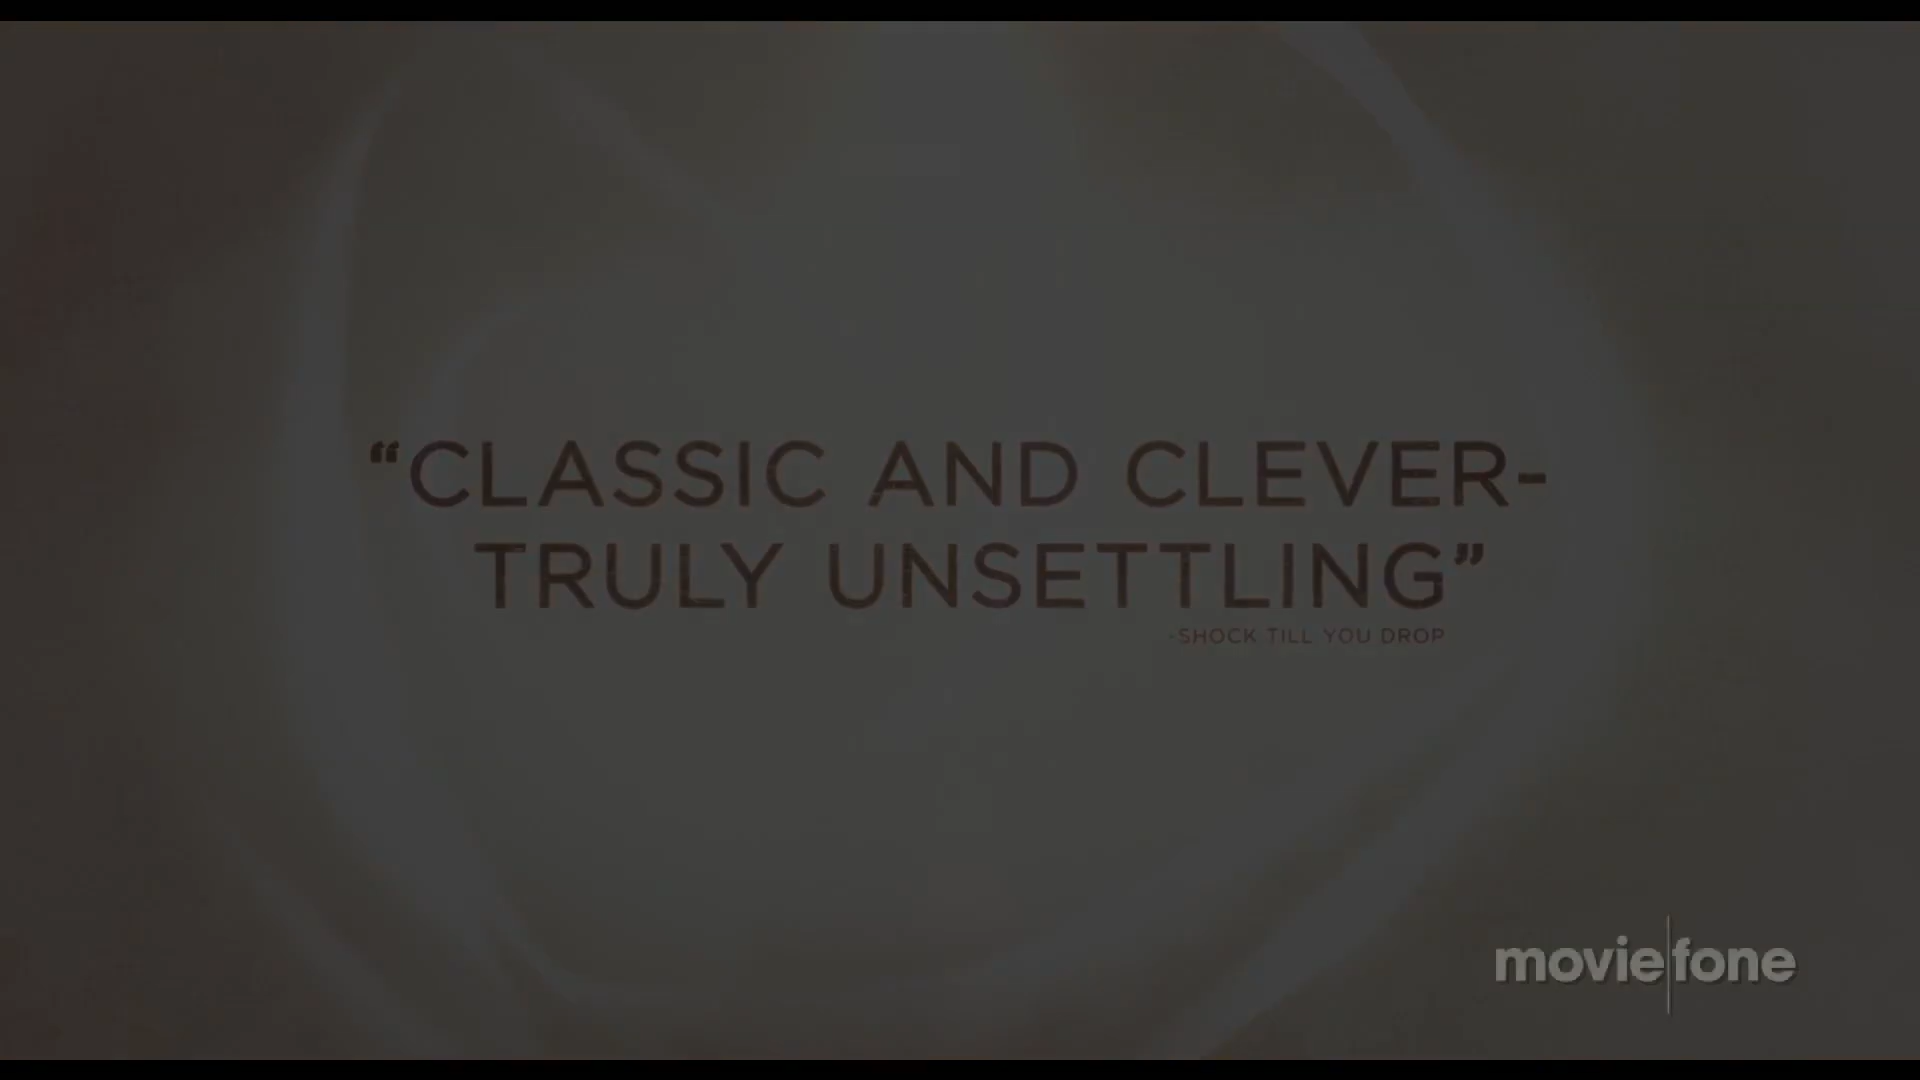 “CLASSIC AND CLEVER-
TRULY UNSETTLING”
-SHOCK TILL YOU DROP
moviefone